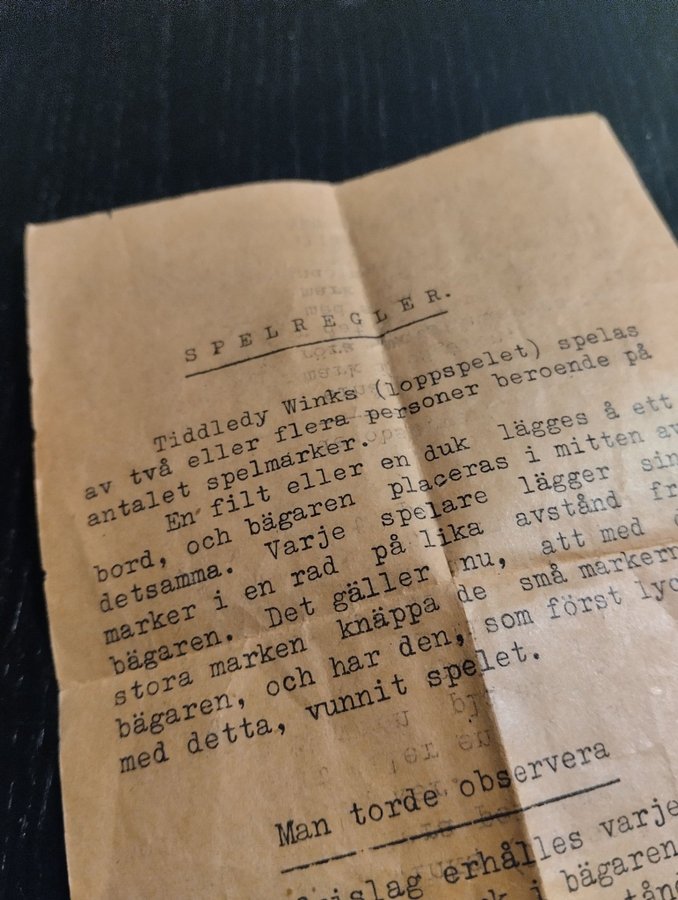 SPELREGLER.
Tiddledy Winks (loppspelet) spelas
av två eller flera personer beroende på
antalet spelmarker.
En filt eller en duk lägges å ett
bord, och bägaren placeras i mitten av
detsamma. Varje spelare lägger sin
marker i en rad på lika avstånd fr
bägaren. Det gäller nu, att med
stora marken knäppa de små markern
bägaren, och har den, som först lyc
med detta, vunnit spelet.
Man torde observera
erhålles varje
i bägaren